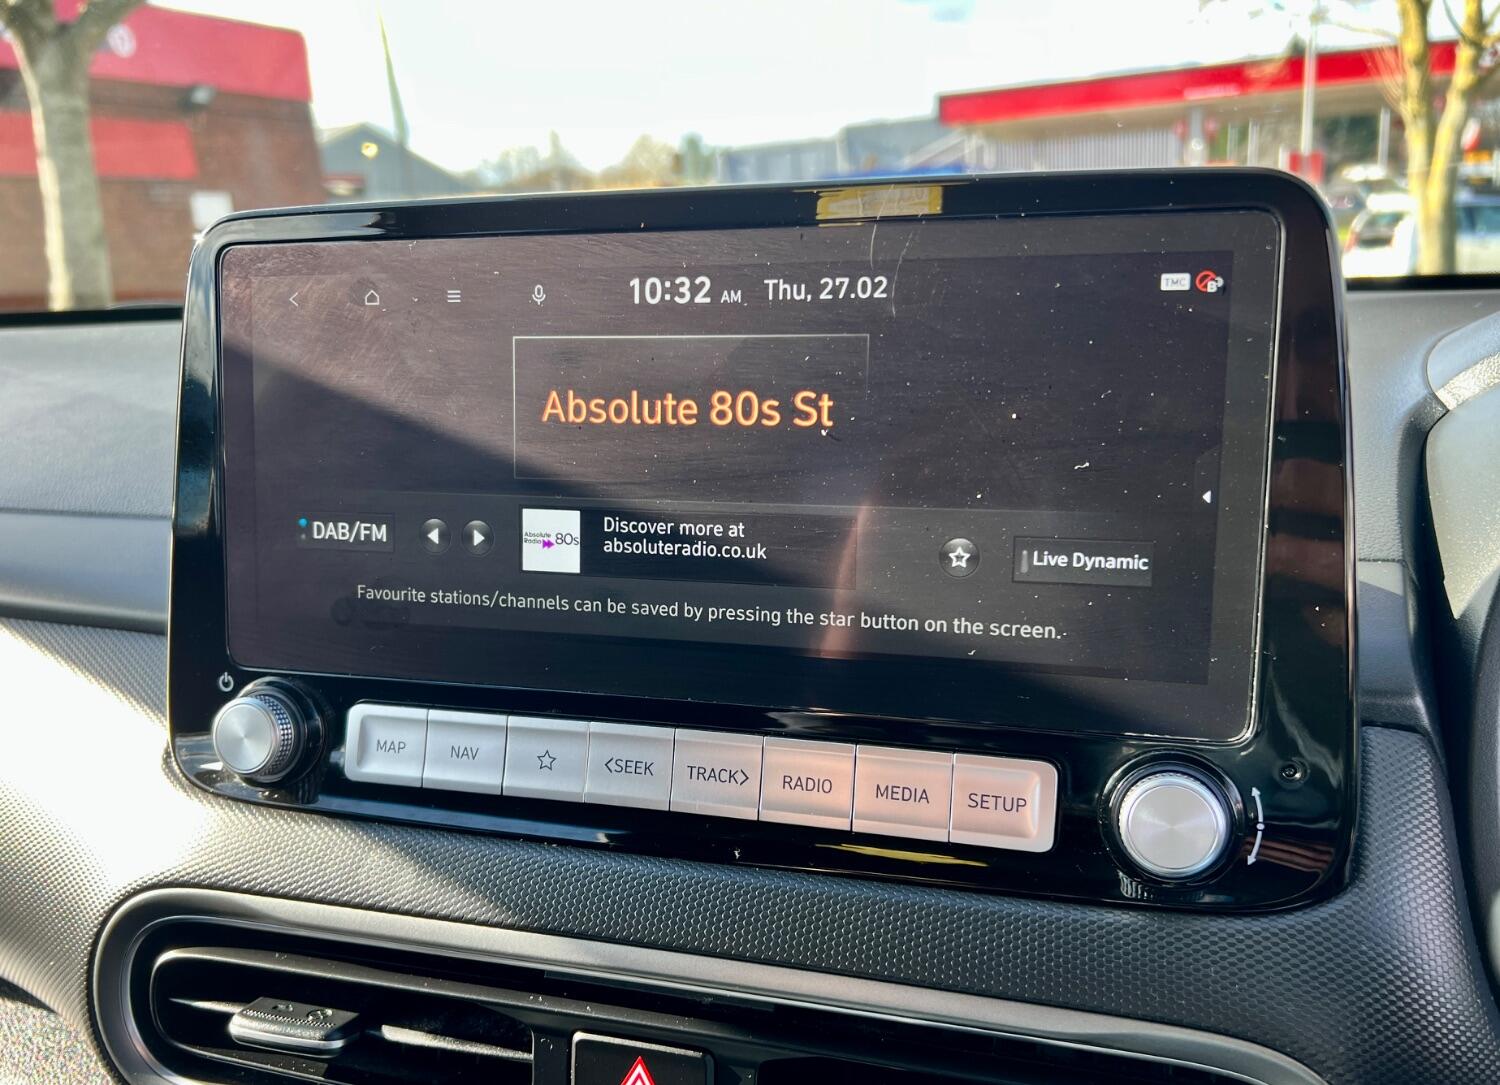 10:32 AM Thu, 27.02
TMC
Absolute 80s St
DAB/FM
Absolute
Radio 80s
Discover more at
absoluteradio.co.uk
Live Dynamic
Favourite stations/channels can be saved by pressing the star button on the screen.
MAP
NAV
<SEEK
TRACK>
RADIO
MEDIA
SETUP